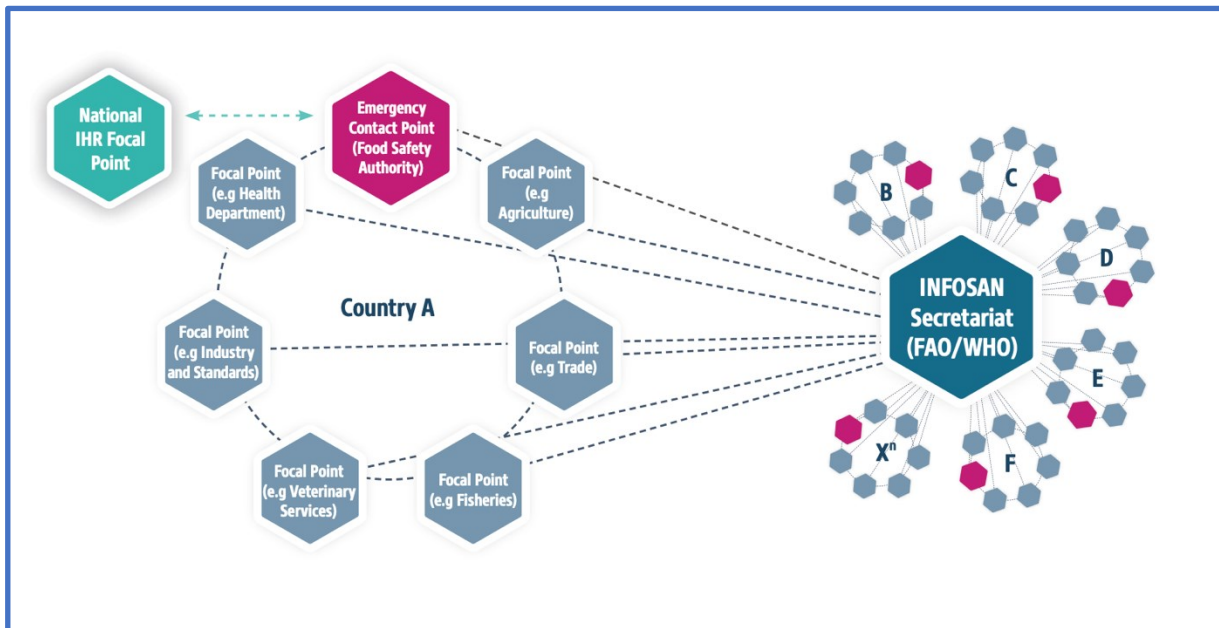 National
IHR Focal
Point
Emergency
Contact Point
(Food Safety
Authority)
Focal Point
(e.g Health
Department)
Focal Point
(e.g
Agriculture)
Country A
Focal Point
(e.g Industry
and Standards)
Focal Point
(e.g Trade)
Focal Point
(e.g Veterinary
Services)
Focal Point
(e.g Fisheries)
INFOSAN
Secretariat
(FAO/WHO)
B
C
D
E
F
Xⁿ